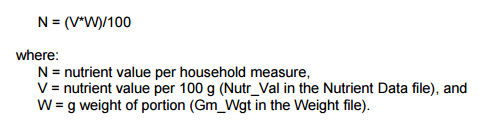 N = (V*W)/100
where:
N = nutrient value per household measure,
V = nutrient value per 100 g (Nutr_Val in the Nutrient Data file), and
W = g weight of portion (Gm_Wgt in the Weight file).